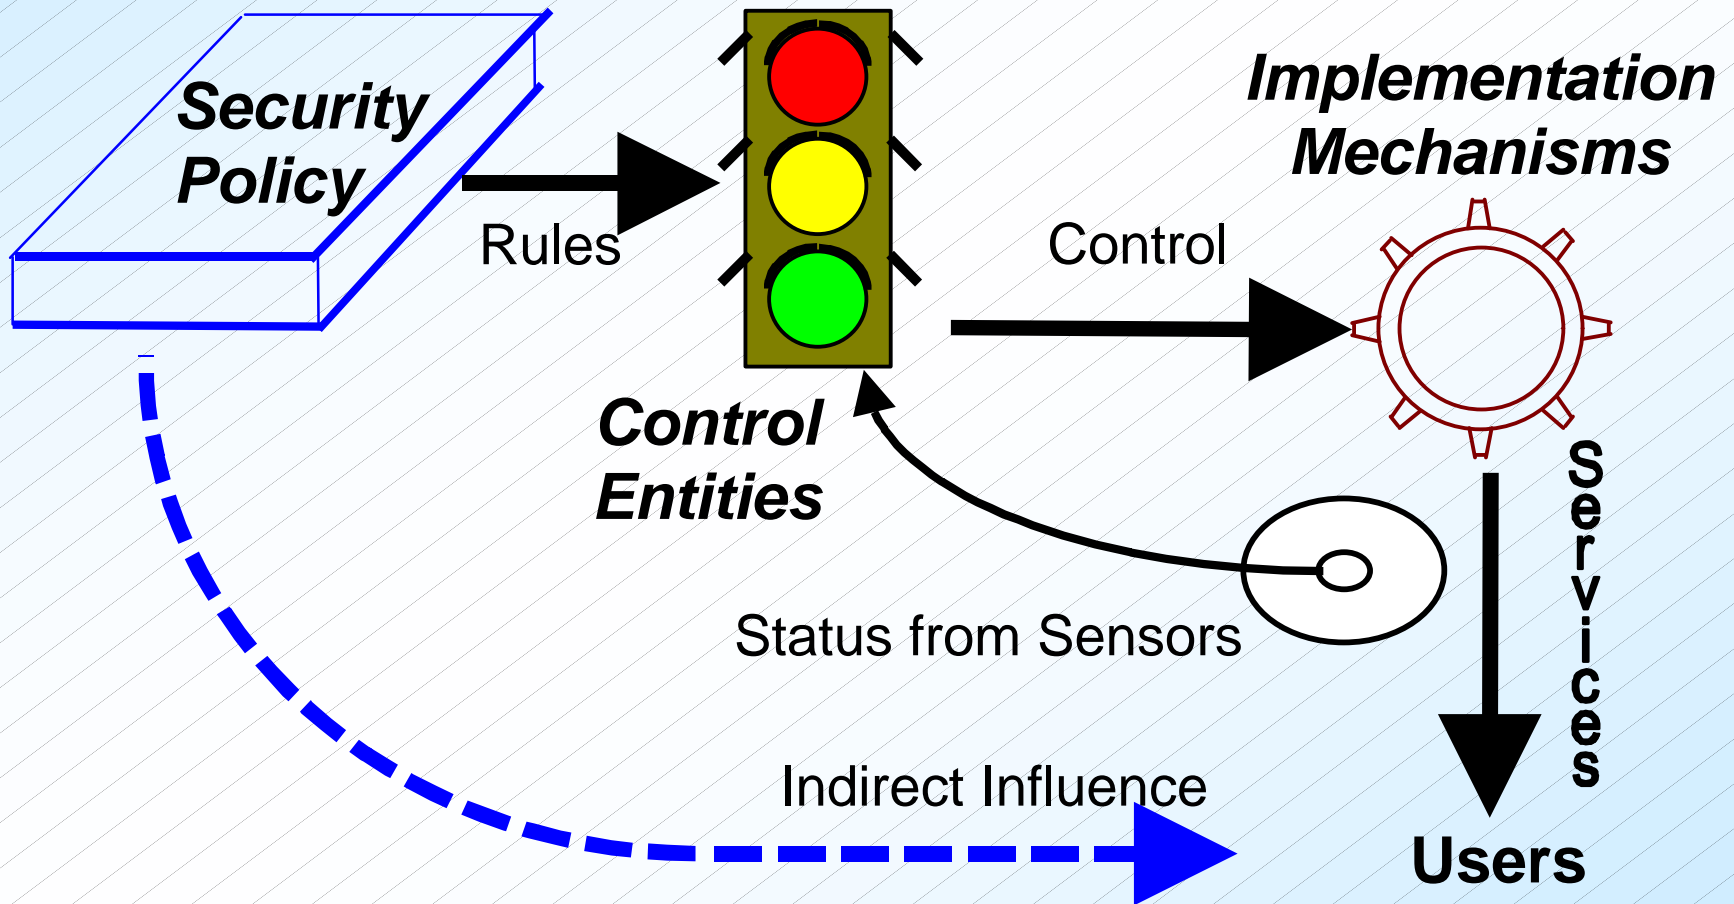 Security
Policy
Rules
Control
Entities
Control
Implementation
Mechanisms
Status from Sensors
Services
Indirect Influence
Users